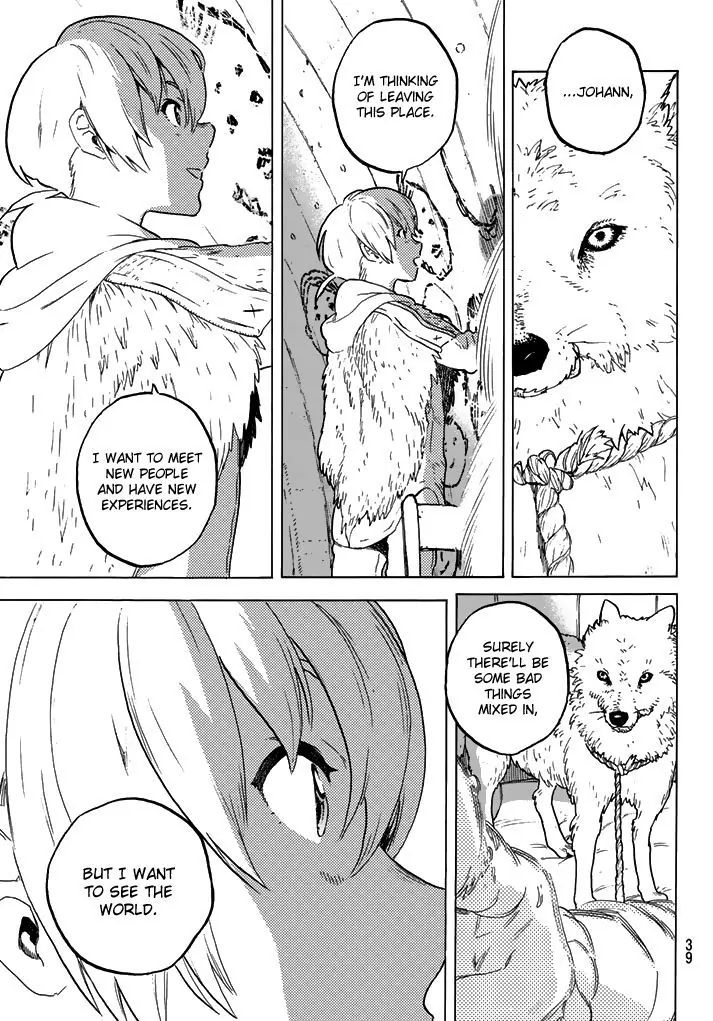 ...JOHANN,
I'M THINKING
OF LEAVING
THIS PLACE.
I WANT TO MEET
NEW PEOPLE
AND HAVE NEW
EXPERIENCES.
SURELY
THERE'LL BE
SOME BAD
THINGS
MIXED IN,
BUT I WANT
TO SEE THE
WORLD.
39